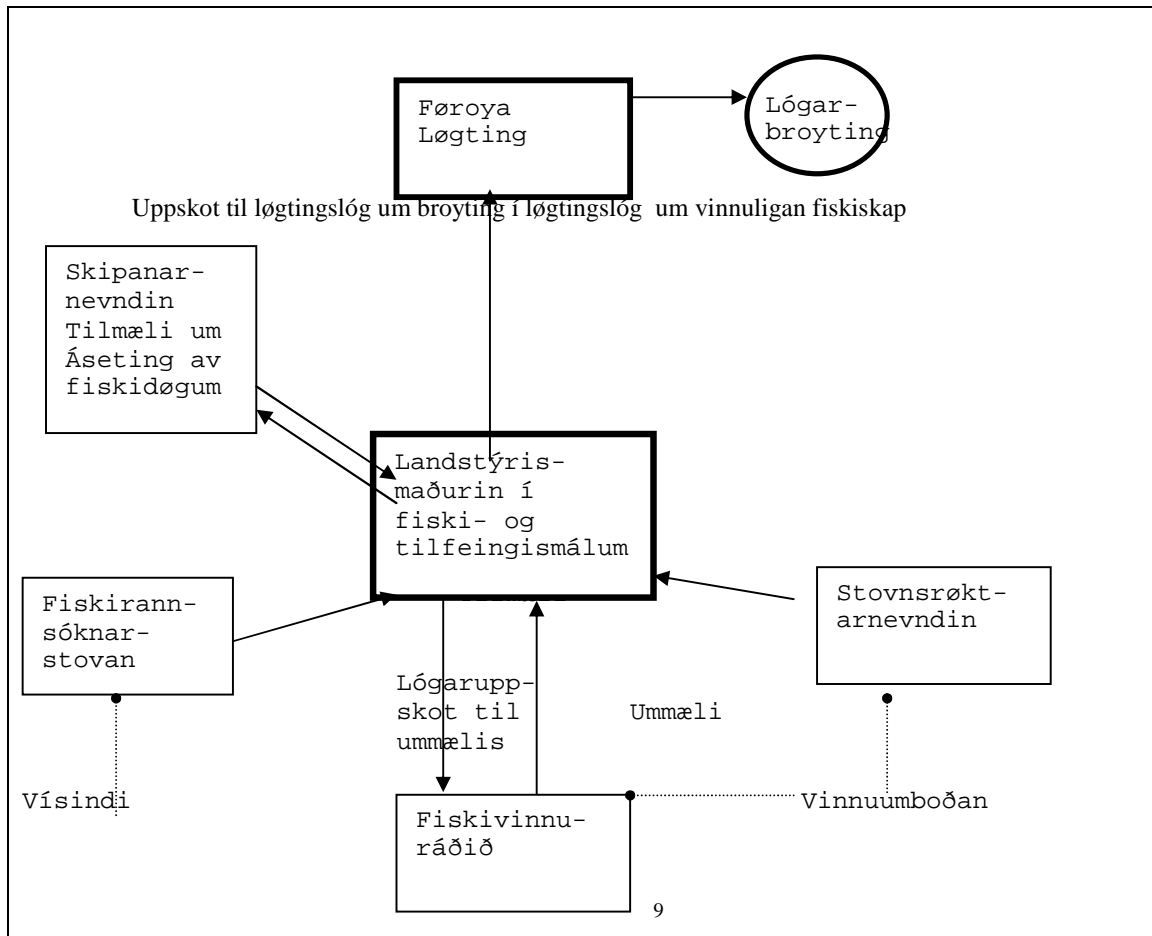 Føroya
Løgting
Lógar-
broyting
Uppskot til løgtingslóg um broyting í løgtingslóg um vinnuligan fiskiskap
Skipanar-
nevndin
Tilmæli um
Áseting av
fiskidøgum
Landstýris-
maðurin í
fiski- og
tilfeingismálum
Fiskirann-
sóknar-
stovan
Stovnsrøkt-
arnevndin
Lógarupp-
skot til
ummælis
Ummæli
Vísindi
Vinnuumboðan
Fiskivinnu-
ráðið
9